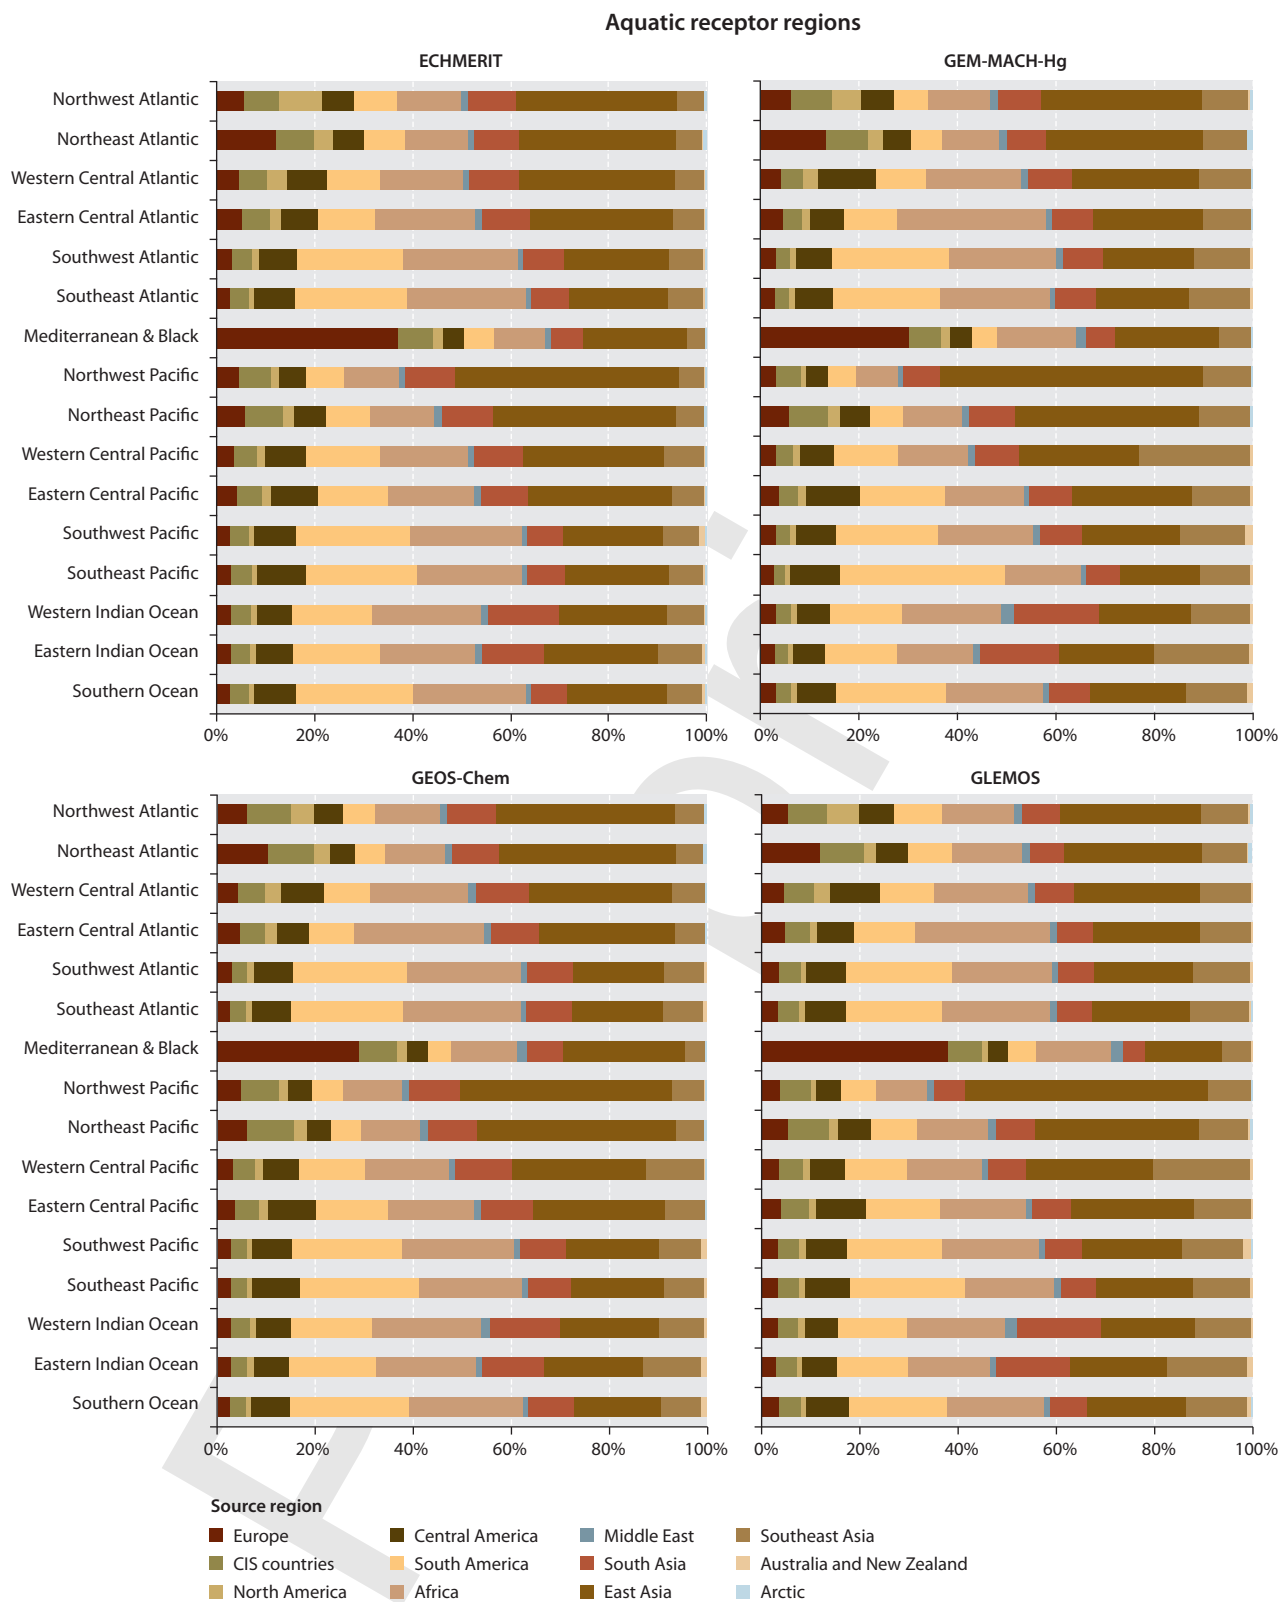 Aquatic receptor regions
ECHMERIT
GEM-MACH-Hg
Northwest Atlantic
Northeast Atlantic
Western Central Atlantic
Eastern Central Atlantic
Southwest Atlantic
Southeast Atlantic
Mediterranean & Black
Northwest Pacific
Northeast Pacific
Western Central Pacific
Eastern Central Pacific
Southwest Pacific
Southeast Pacific
Western Indian Ocean
Eastern Indian Ocean
Southern Ocean
0% 20% 40% 60% 80% 100%
0% 20% 40% 60% 80% 100%
GEOS-Chem
GLEMOS
Northwest Atlantic
Northeast Atlantic
Western Central Atlantic
Eastern Central Atlantic
Southwest Atlantic
Southeast Atlantic
Mediterranean & Black
Northwest Pacific
Northeast Pacific
Western Central Pacific
Eastern Central Pacific
Southwest Pacific
Southeast Pacific
Western Indian Ocean
Eastern Indian Ocean
Southern Ocean
0% 20% 40% 60% 80% 100%
0% 20% 40% 60% 80% 100%
Source region
Europe
CIS countries
North America
Central America
South America
Africa
Middle East
South Asia
East Asia
Southeast Asia
Australia and New Zealand
Arctic